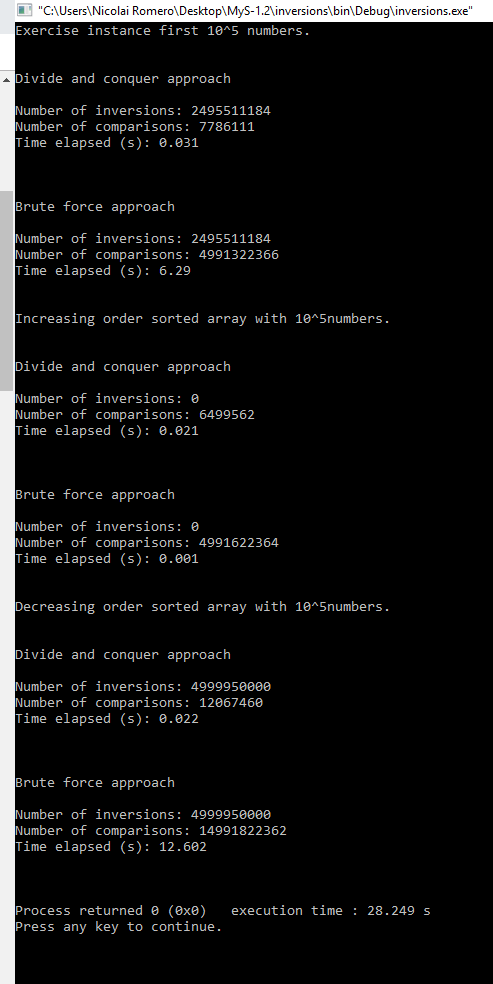 "C:\Users\Nicolai Romero\Desktop\MyS-1.2\inversions\bin\Debug\inversions.exe"
Exercise instance first 10^5 numbers.
Divide and conquer approach
Number of inversions: 2495511184
Number of comparisons: 7786111
Time elapsed (s): 0.031
Brute force approach
Number of inversions: 2495511184
Number of comparisons: 4991322366
Time elapsed (s): 6.29
Increasing order sorted array with 10^5numbers.
Divide and conquer approach
Number of inversions: 0
Number of comparisons: 6499562
Time elapsed (s): 0.021
Brute force approach
Number of inversions: 0
Number of comparisons: 4991622364
Time elapsed (s): 0.001
Decreasing order sorted array with 10^5numbers.
Divide and conquer approach
Number of inversions: 4999950000
Number of comparisons: 12067460
Time elapsed (s): 0.022
Brute force approach
Number of inversions: 4999950000
Number of comparisons: 14991822362
Time elapsed (s): 12.602
Process returned 0 (0x0)   execution time : 28.249 s
Press any key to continue.